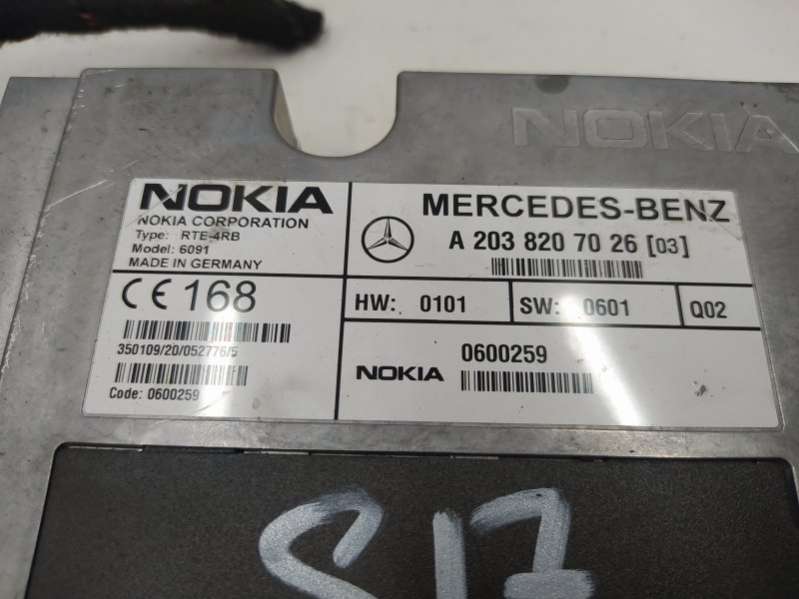 NOKIA
NOKIA
NOKIA CORPORATION
Type: RTE-4RB
Model: 6091
MADE IN GERMANY
CE 168
350109/20/052776/5
Code: 0600259
MERCEDES-BENZ
A 203 820 70 26 [03]
HW: 0101 SW: 0601 Q02
NOKIA 0600259
S17